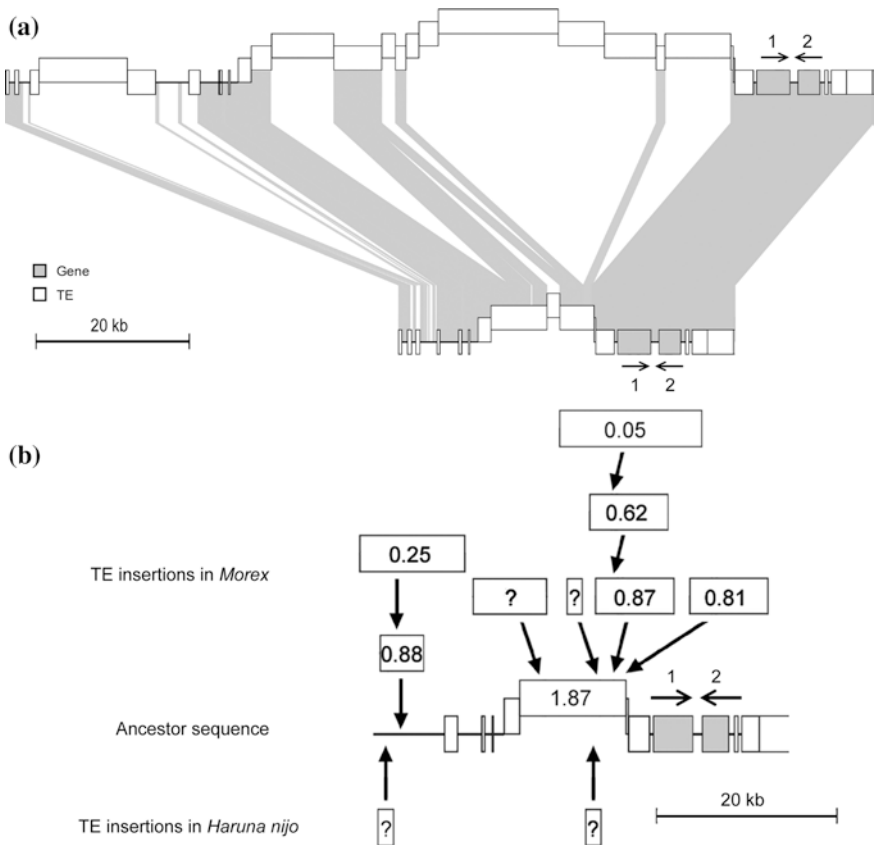 (a)
1 2
Gene
TE
20 kb
1 2
(b)
0.05
0.62
TE insertions in Morex
0.25
? ? 0.87 0.81
0.88
1 2
Ancestor sequence
1.87
20 kb
TE insertions in Haruna nijo
? ?